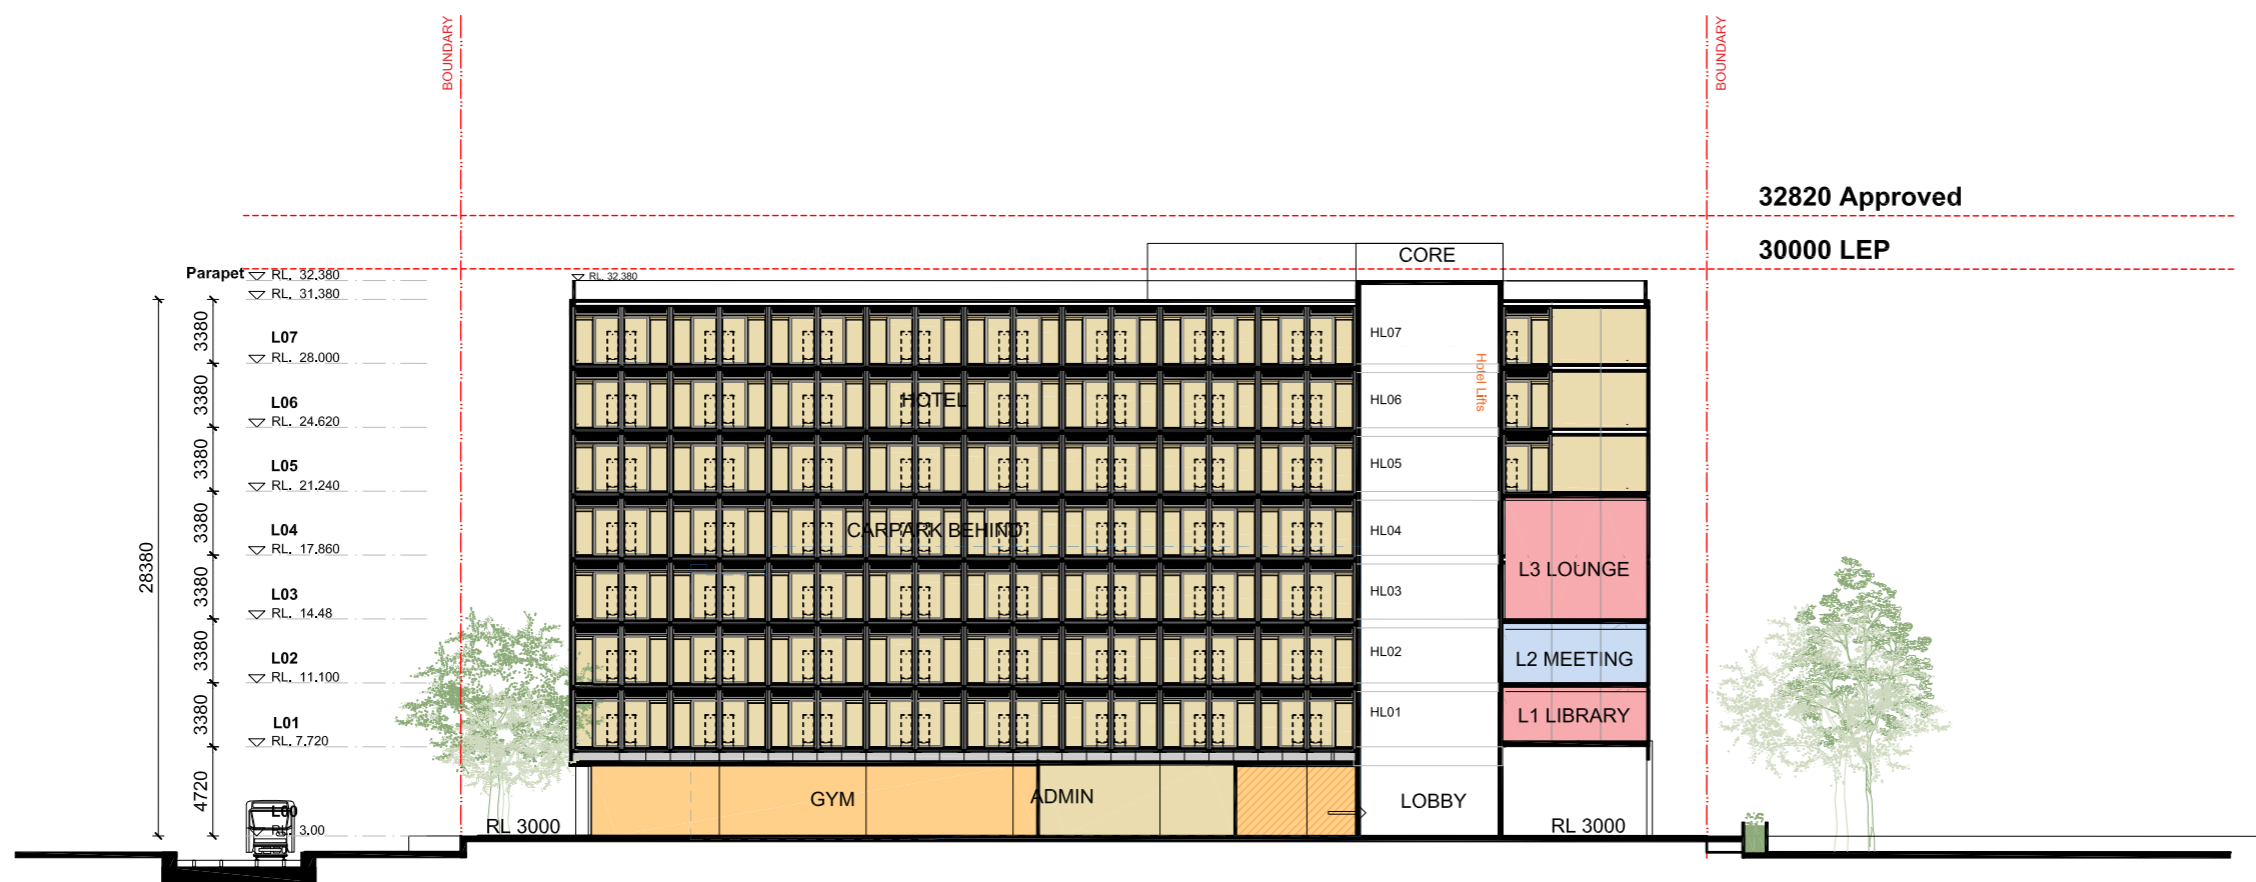 BOUNDARY
BOUNDARY
32820 Approved
30000 LEP
CORE
Parapet RL. 32.380
RL. 32.380
RL. 31.380
3380
L07
RL. 28.000
HL07
Hotel Lifts
3380
L06
RL. 24.620
HOTEL
HL06
3380
L05
RL. 21.240
HL05
3380
L04
RL. 17.860
CARPARK BEHIND
HL04
28380
3380
L03
RL. 14.48
HL03
L3 LOUNGE
3380
L02
RL. 11.100
HL02
L2 MEETING
3380
L01
RL. 7.720
HL01
L1 LIBRARY
4720
L00
RL. 3.00
RL 3000
GYM
ADMIN
LOBBY
RL 3000